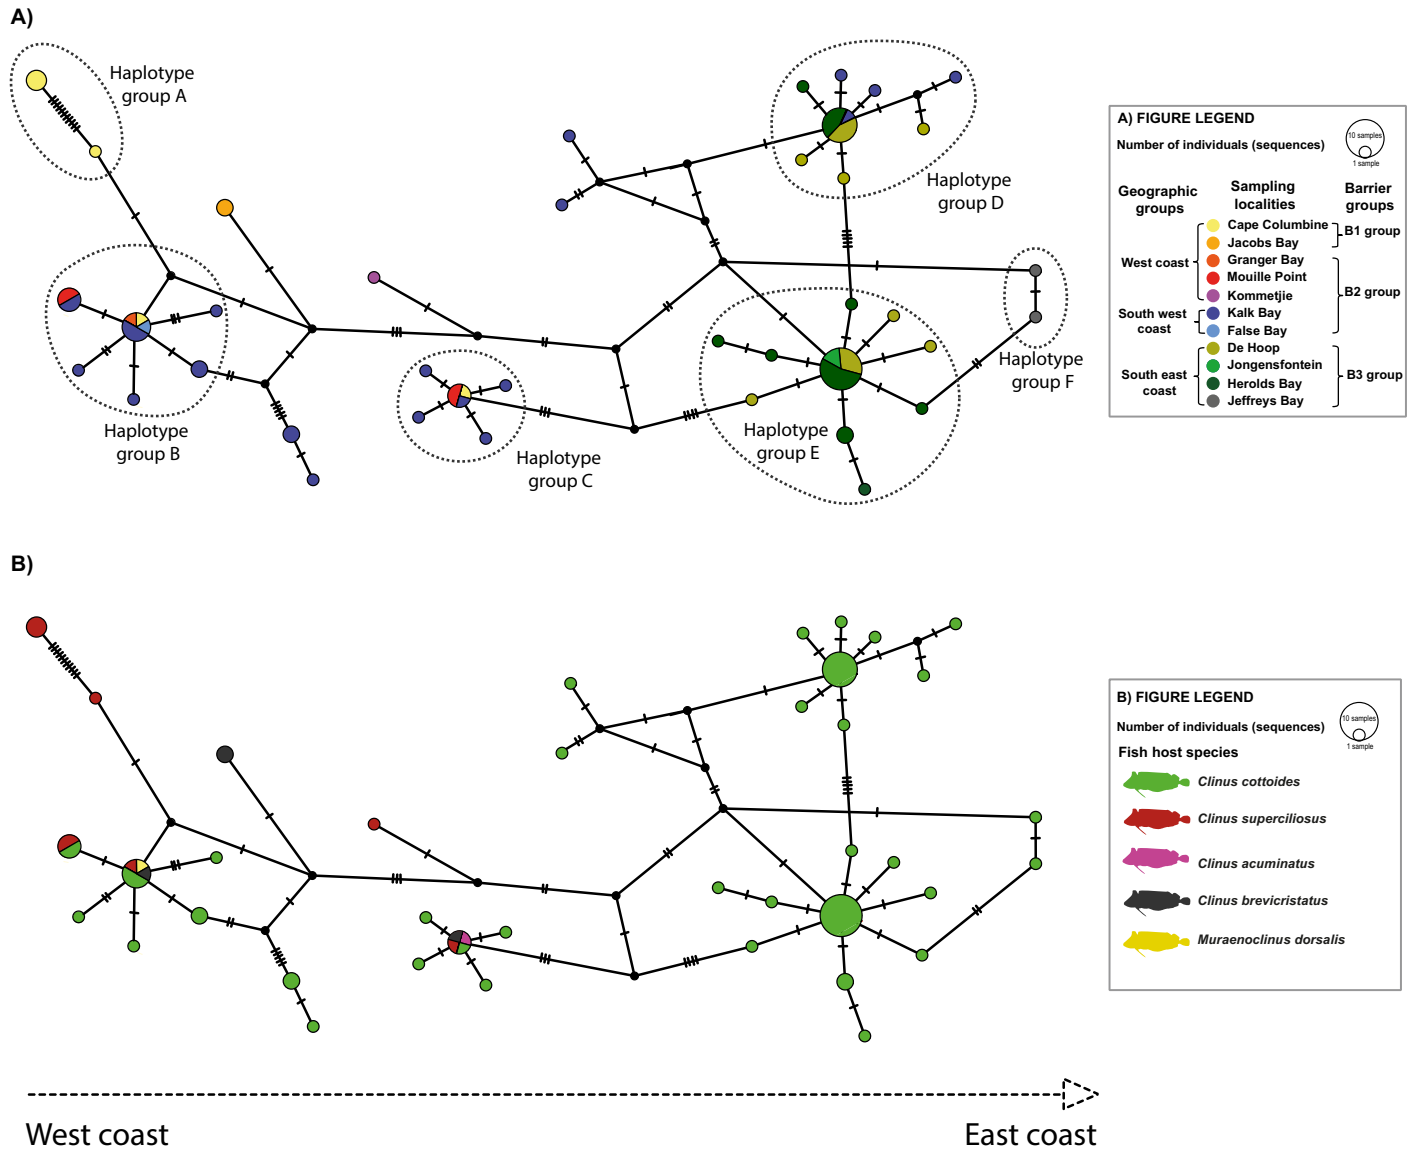 A)
Haplotype
group A
Haplotype
group D
Haplotype
group F
Haplotype
group B
Haplotype
group C
Haplotype
group E
A) FIGURE LEGEND
Number of individuals (sequences)
10 samples
1 sample
Geographic
groups
Sampling
localities
Barrier
groups
Cape Columbine
Jacobs Bay
B1 group
West coast
Granger Bay
Mouille Point
Kommetjie
B2 group
South west
coast
Kalk Bay
False Bay
De Hoop
South east
coast
Jongensfontein
Herolds Bay
Jeffreys Bay
B3 group
B)
B) FIGURE LEGEND
Number of individuals (sequences)
10 samples
1 sample
Fish host species
Clinus cottoides
Clinus superciliosus
Clinus acuminatus
Clinus brevicristatus
Muraenoclinus dorsalis
West coast
East coast